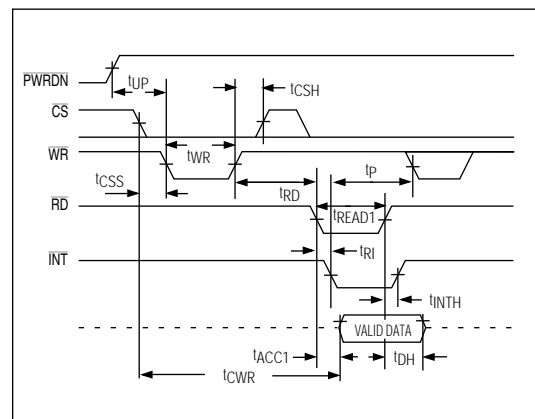 PWRDN
tUP
tCSH
CS
tWR
WR
tCSS
tRD
tP
RD
tREAD1
tRI
INT
tINTH
VALID DATA
tACC1
tDH
tCWR